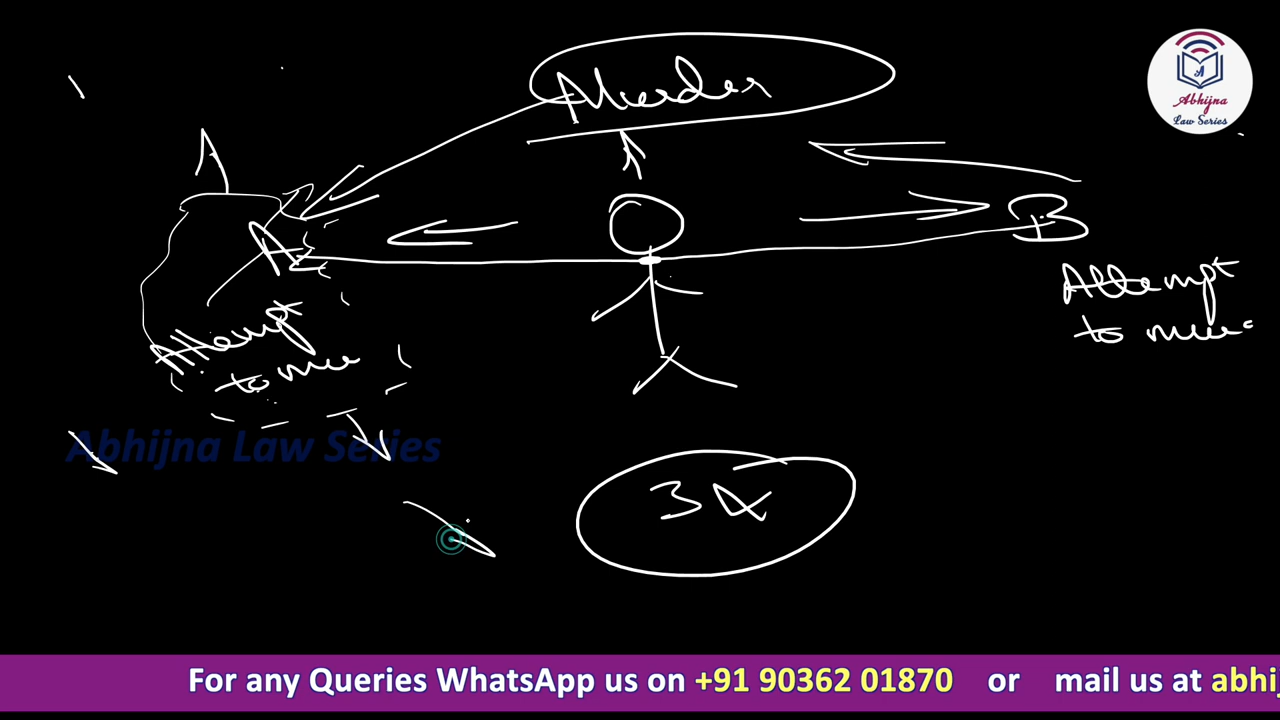 Murder
Abhijna
Law Series
A
A
B
Attempt
to mur
Attempt
to mur
Abhijna Law Series
34
For any Queries WhatsApp us on +91 90362 01870 or mail us at abhij